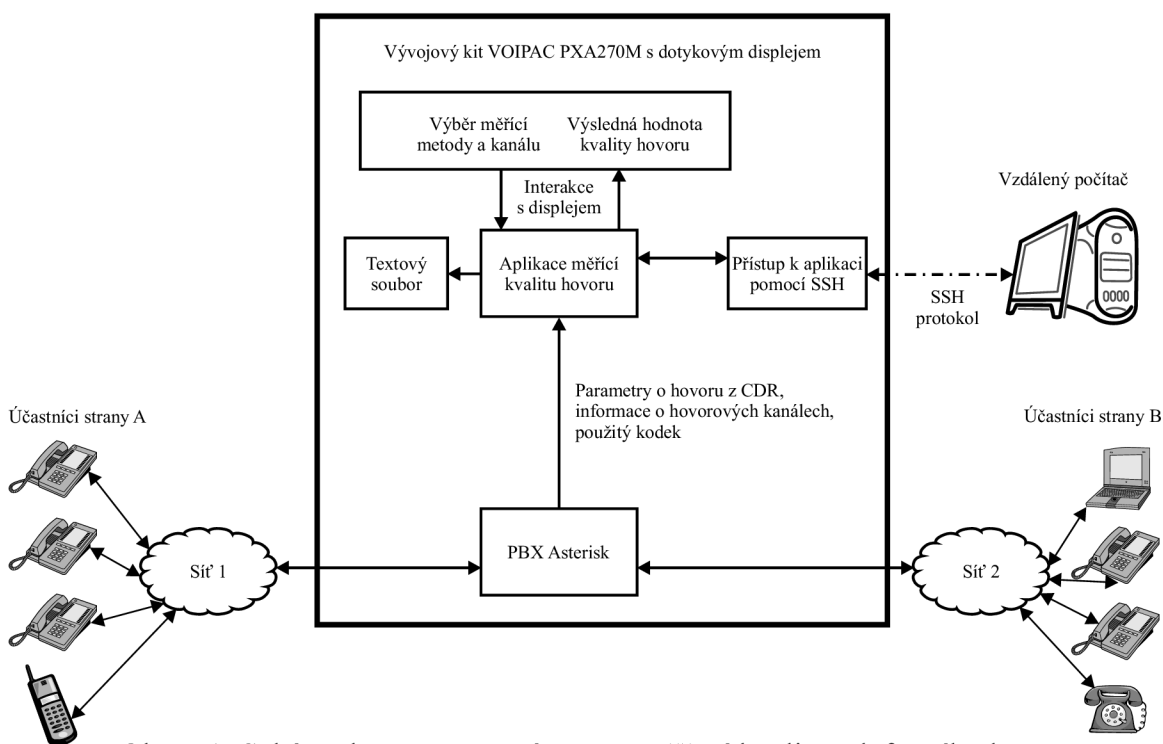 Vývojový kit VOIPAC PXA270M s dotykovým displejem
Výběr měřící
metody a kanálu
Výsledná hodnota
kvality hovoru
Interakce
s displejem
Vzdálený počítač
Textový
soubor
Aplikace měřící
kvalitu hovoru
Přístup k aplikaci
pomocí SSH
SSH
protokol
Parametry o hovoru z CDR,
informace o hovorových kanálech,
použitý kodek
Účastníci strany A
Účastníci strany B
Síť 1
PBX Asterisk
Síť 2